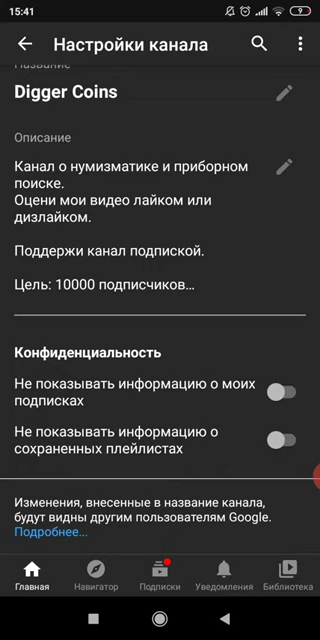 15:41
9
Настройки канала
Название
Digger Coins
Описание
Канал о нумизматике и приборном
поиске.
Оцени мои видео лайком или
дизлайком.
Поддержи канал подпиской.
Цель: 10000 подписчиков...
Конфиденциальность
Не показывать информацию о моих
подписках
Не показывать информацию о
сохраненных плейлистах
Изменения, внесенные в название канала,
будут видны другим пользователям Google.
Подробнее...
Главная Навигатор Подписки Уведомления Библиотека